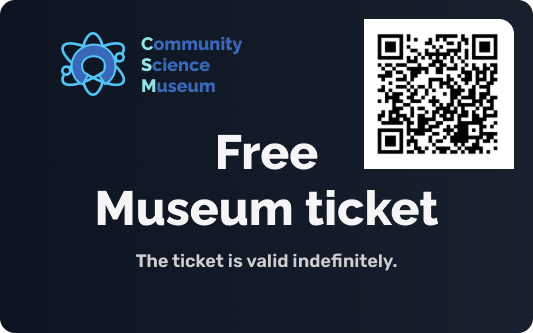 Community
Science
Museum
Free
Museum ticket
The ticket is valid indefinitely.